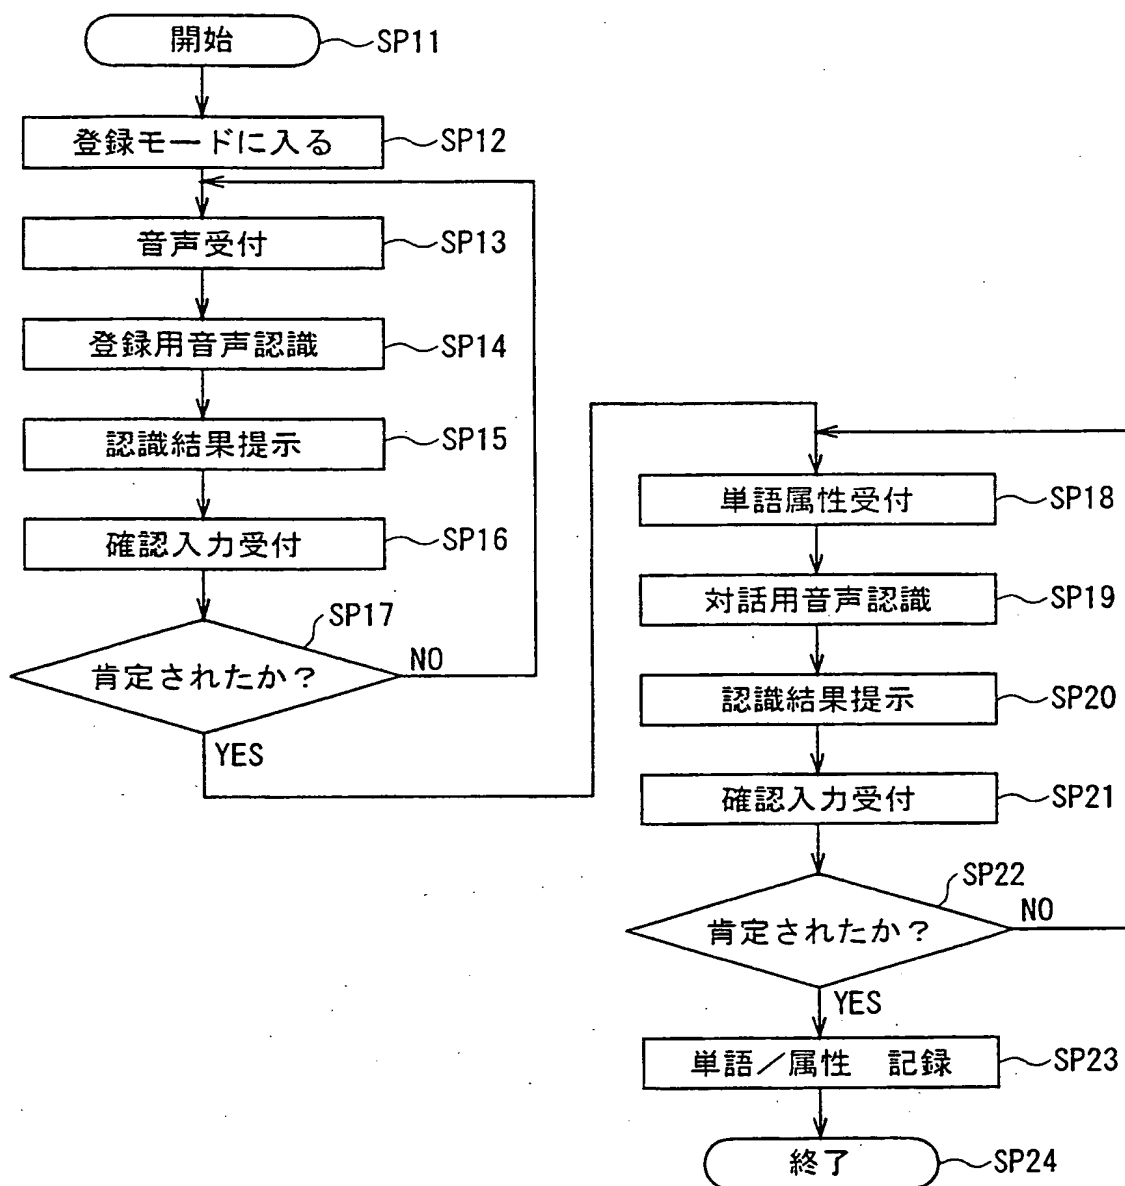 開始 SP11
登録モードに入る SP12
音声受付 SP13
登録用音声認識 SP14
認識結果提示 SP15
確認入力受付 SP16
SP17
肯定されたか？ NO
YES
単語属性受付 SP18
対話用音声認識 SP19
認識結果提示 SP20
確認入力受付 SP21
SP22
肯定されたか？ NO
YES
単語／属性　記録 SP23
終了 SP24